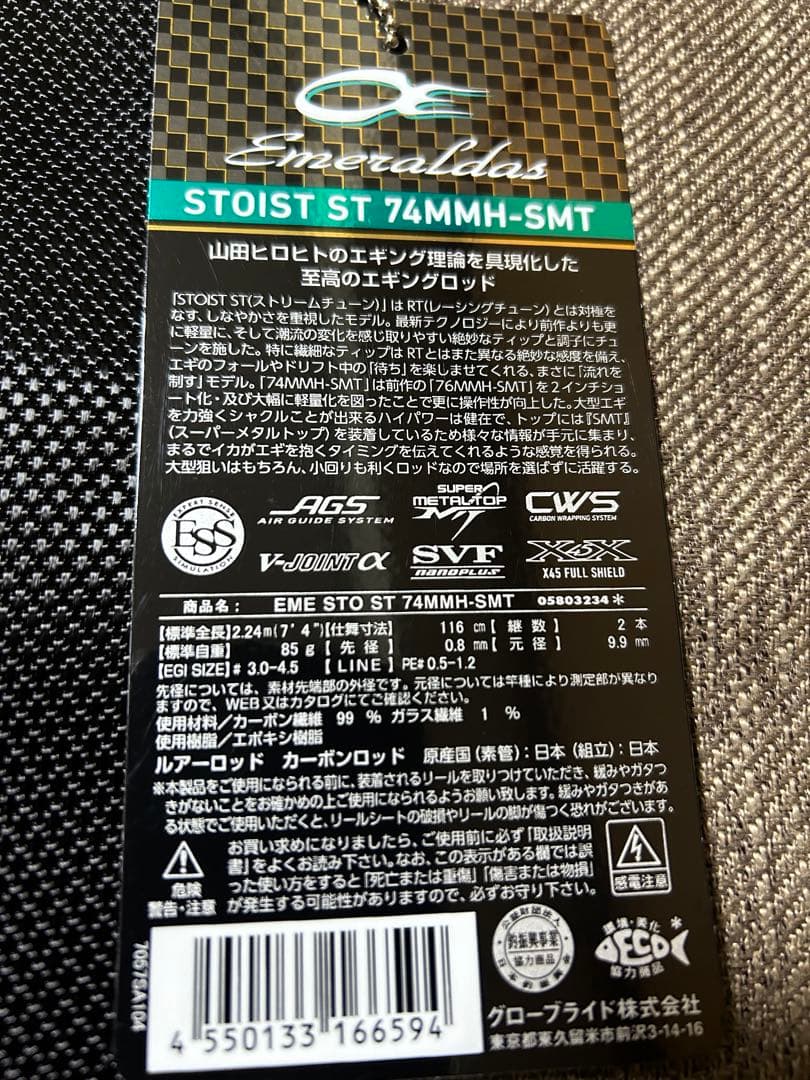 Emeraldas
STOIST ST 74MMH-SMT
山田ヒロヒトのエギング理論を具現化した
至高のエギングロッド
「STOIST ST(ストリームチューン)」は RT(レーシングチューン) とは対極を
なす、しなやかさを重視したモデル。最新テクノロジーにより前作よりも更
に軽量に、そして潮流の変化を感じ取りやすい絶妙なティップと調子にチュ
ーンを施した。特に繊細なティップは RTとはまた異なる絶妙な感度を備え、
エギのフォールやドリフト中の「待ち」を楽しませてくれる、まさに「流れを
制す」モデル。「74MMH-SMT」は前作の「76MMH-SMT」を2インチショ
ート化・及び大幅に軽量化を図ったことで更に操作性が向上した。大型エギ
を力強くシャクルことが出来るハイパワーは健在で、トップには『SMT』
(スーパーメタルトップ)を装着しているため様々な情報が手元に集まり、
まるでイカがエギを抱くタイミングを伝えてくれるような感覚を得られる。
大型狙いはもちろん、小回りも利くロッドなので場所を選ばずに活躍する。
EXPERT SENSE
ESS
SIMULATION
AGS
AIR GUIDE SYSTEM
SUPER
METAL-TOP
MT
CWS
CARBON WRAPPING SYSTEM
V-JOINTα
SVF
nanoPLUS
X45X
X45 FULL SHIELD
商品名: EME STO ST 74MMH-SMT 05803234*
【標準全長】2.24m(7'4")【仕舞寸法】 116 cm【 継 数 】 2 本
【標準自重】 85 g【 先 径 】 0.8 mm【 元 径 】 9.9 mm
【EGI SIZE】# 3.0-4.5 【 LINE 】 PE# 0.5-1.2
先径については、素材先端部の外径です。元径については竿種により測定部が異なり
ますので、WEB又はカタログにてご確認ください。
使用材料/カーボン繊維 99 % ガラス繊維 1 %
使用樹脂/エポキシ樹脂
ルアーロッド カーボンロッド 原産国(素管):日本(組立):日本
※本製品をご使用になられる前に、装着されるリールを取りつけていただき、緩みやガタつ
きがないことをお確かめの上ご使用になられるようお願い致します。緩みやガタつきがあ
る状態でご使用いただくと、リールシートの破損やリールの脚が傷つく恐れがございます。
危険
警告・注意
お買い求めになりましたら、ご使用前に必ず「取扱説明
書」をよくお読み下さい。なお、この表示がある欄では誤
った使い方をすると「死亡または重傷」「傷害または物損」
が発生する可能性がありますので、必ずお守り下さい。
感電注意
7057SA104
4 550133 166594
公益財団法人
釣振興事業
協力商品
環境・美化
DECO
協力商品
グローブライド株式会社
東京都東久留米市前沢3-14-16